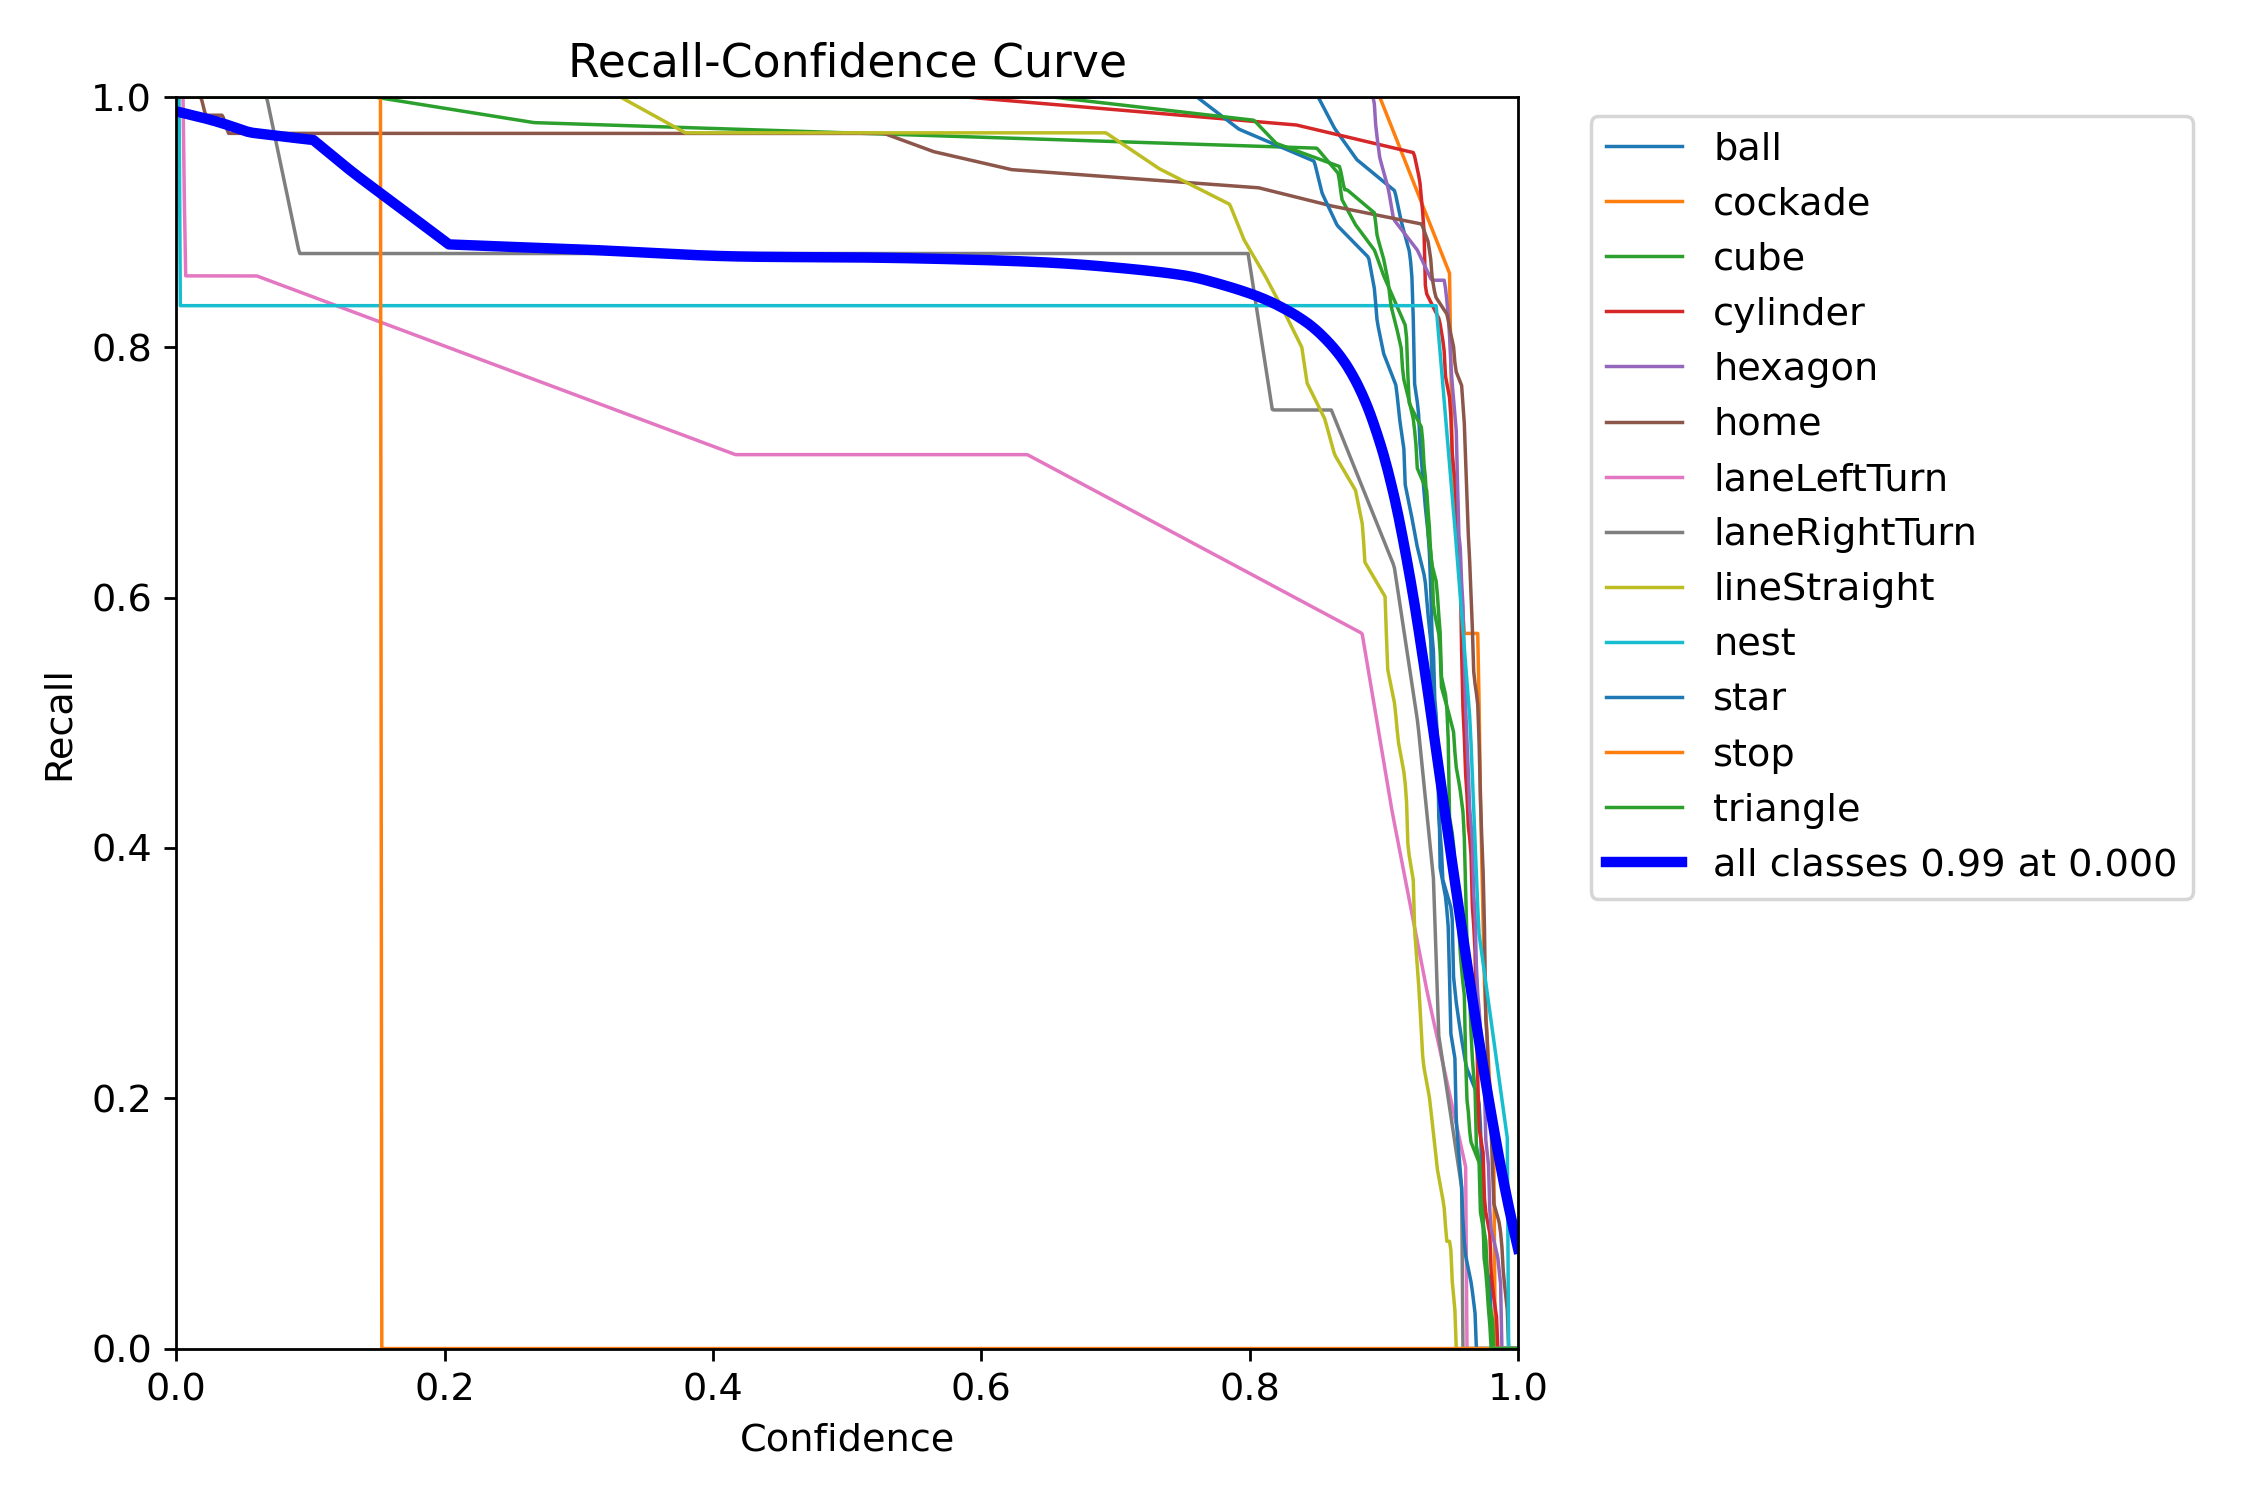 Recall-Confidence Curve
1.0
0.8
0.6
0.4
0.2
0.0
Recall
0.0 0.2 0.4 0.6 0.8 1.0
Confidence
ball
cockade
cube
cylinder
hexagon
home
laneLeftTurn
laneRightTurn
lineStraight
nest
star
stop
triangle
all classes 0.99 at 0.000